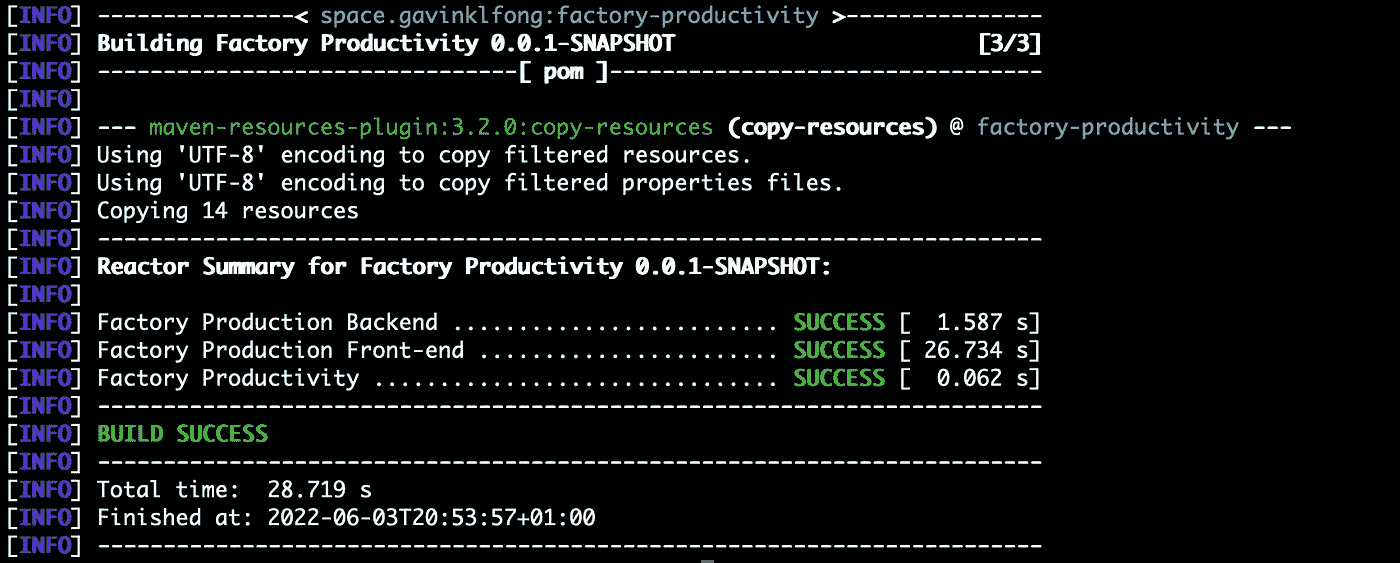 [INFO] ---------------< space.gavinklfong:factory-productivity >---------------
[INFO] Building Factory Productivity 0.0.1-SNAPSHOT                       [3/3]
[INFO] --------------------------------[ pom ]---------------------------------
[INFO]
[INFO] --- maven-resources-plugin:3.2.0:copy-resources (copy-resources) @ factory-productivity ---
[INFO] Using 'UTF-8' encoding to copy filtered resources.
[INFO] Using 'UTF-8' encoding to copy filtered properties files.
[INFO] Copying 14 resources
[INFO] ------------------------------------------------------------------------
[INFO] Reactor Summary for Factory Productivity 0.0.1-SNAPSHOT:
[INFO]
[INFO] Factory Production Backend ......................... SUCCESS [  1.587 s]
[INFO] Factory Production Front-end ....................... SUCCESS [ 26.734 s]
[INFO] Factory Productivity ............................... SUCCESS [  0.062 s]
[INFO] ------------------------------------------------------------------------
[INFO] BUILD SUCCESS
[INFO] ------------------------------------------------------------------------
[INFO] Total time:  28.719 s
[INFO] Finished at: 2022-06-03T20:53:57+01:00
[INFO] ------------------------------------------------------------------------